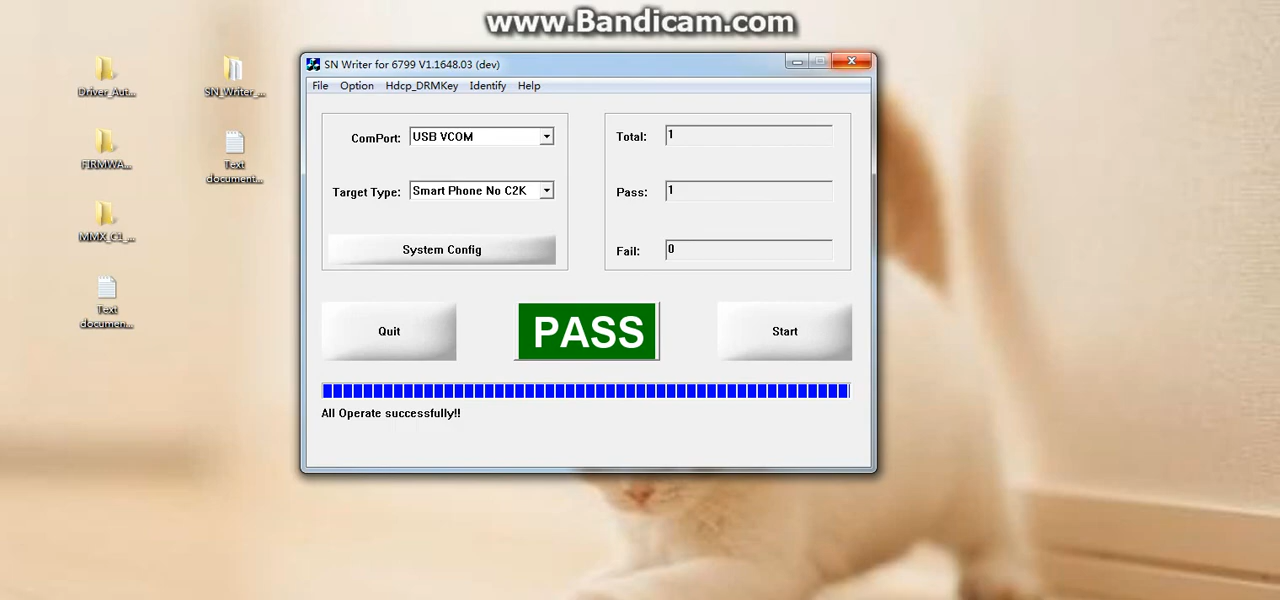 www.Bandicam.com
SN Writer for 6799 V1.1648.03 (dev)
File Option Hdcp_DRMKey Identify Help
ComPort: USB VCOM
Target Type: Smart Phone No C2K
System Config
Total: 1
Pass: 1
Fail: 0
Quit
PASS
Start
All Operate successfully!!
Driver_Aut...
FIRMWA...
MMX_C1_...
Text
documen...
SN_Writer_...
Text
document...